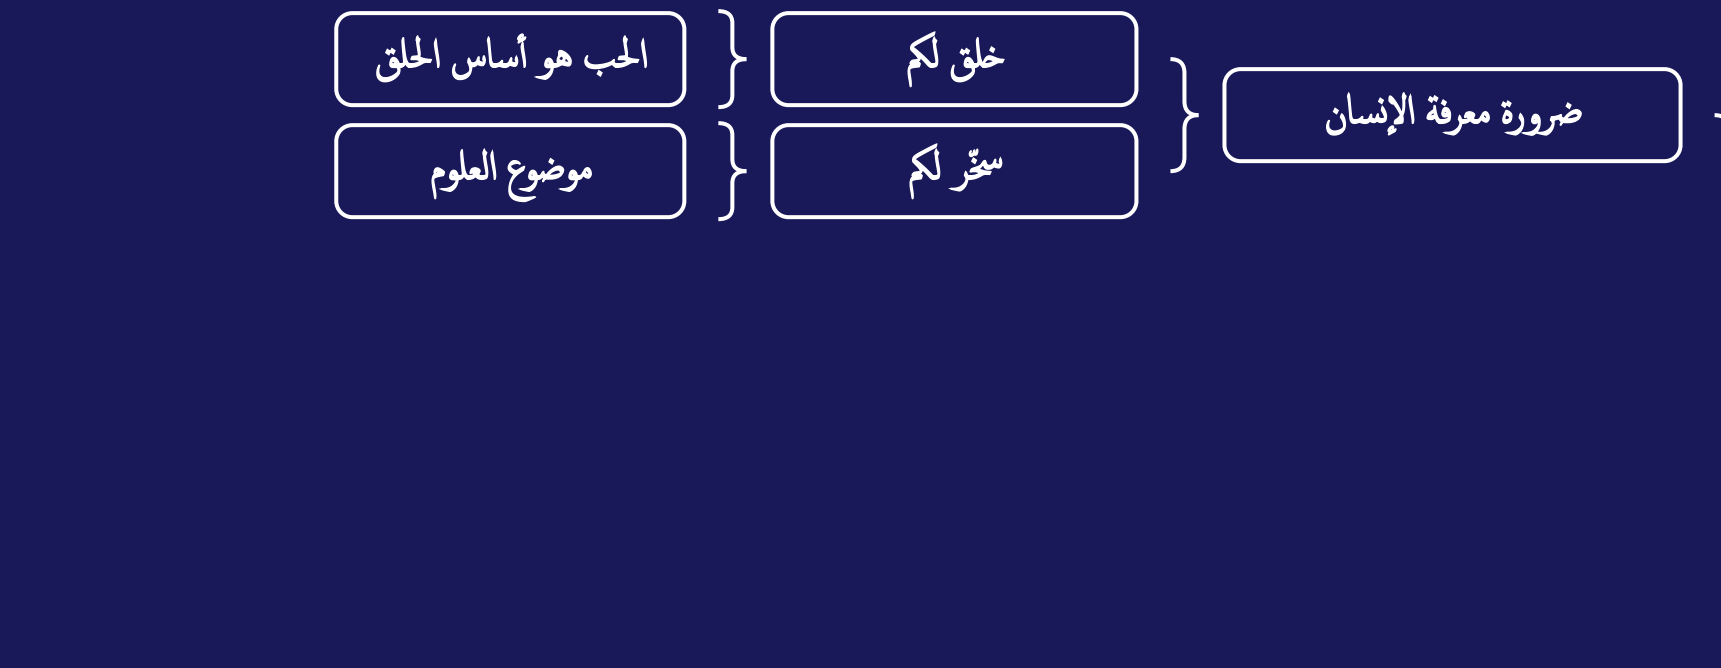 ضرورة معرفة الإنسان
خلق لكم
الحب هو أساس الخلق
سخّر لكم
موضوع العلوم